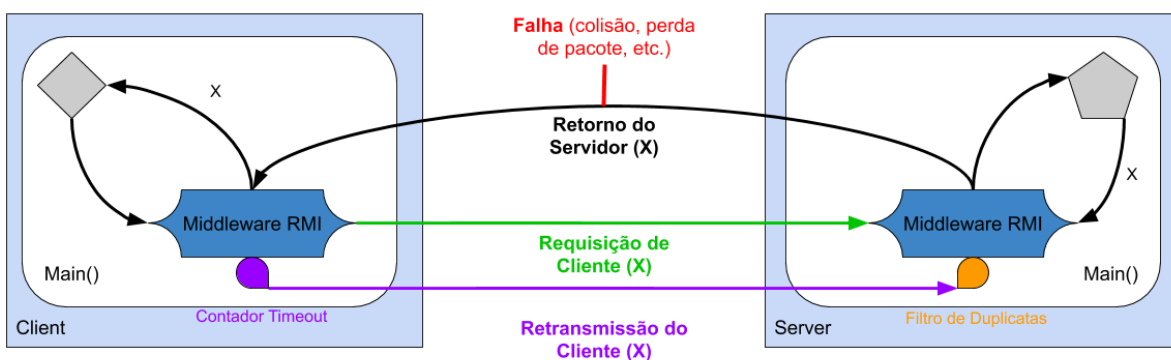 Falha (colisão, perda
de pacote, etc.)
X
Retorno do
Servidor (X)
X
Middleware RMI
Middleware RMI
Requisição de
Cliente (X)
Main()
Main()
Contador Timeout
Filtro de Duplicatas
Client
Retransmissão do
Cliente (X)
Server